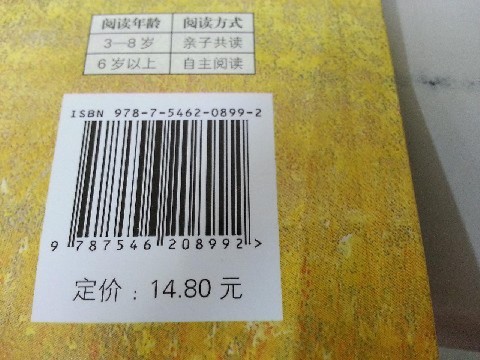 阅读年龄 阅读方式
3—8 岁 亲子共读
6 岁以上 自主阅读
ISBN 978-7-5462-0899-2
9 787546 208992 >
定价：14.80 元